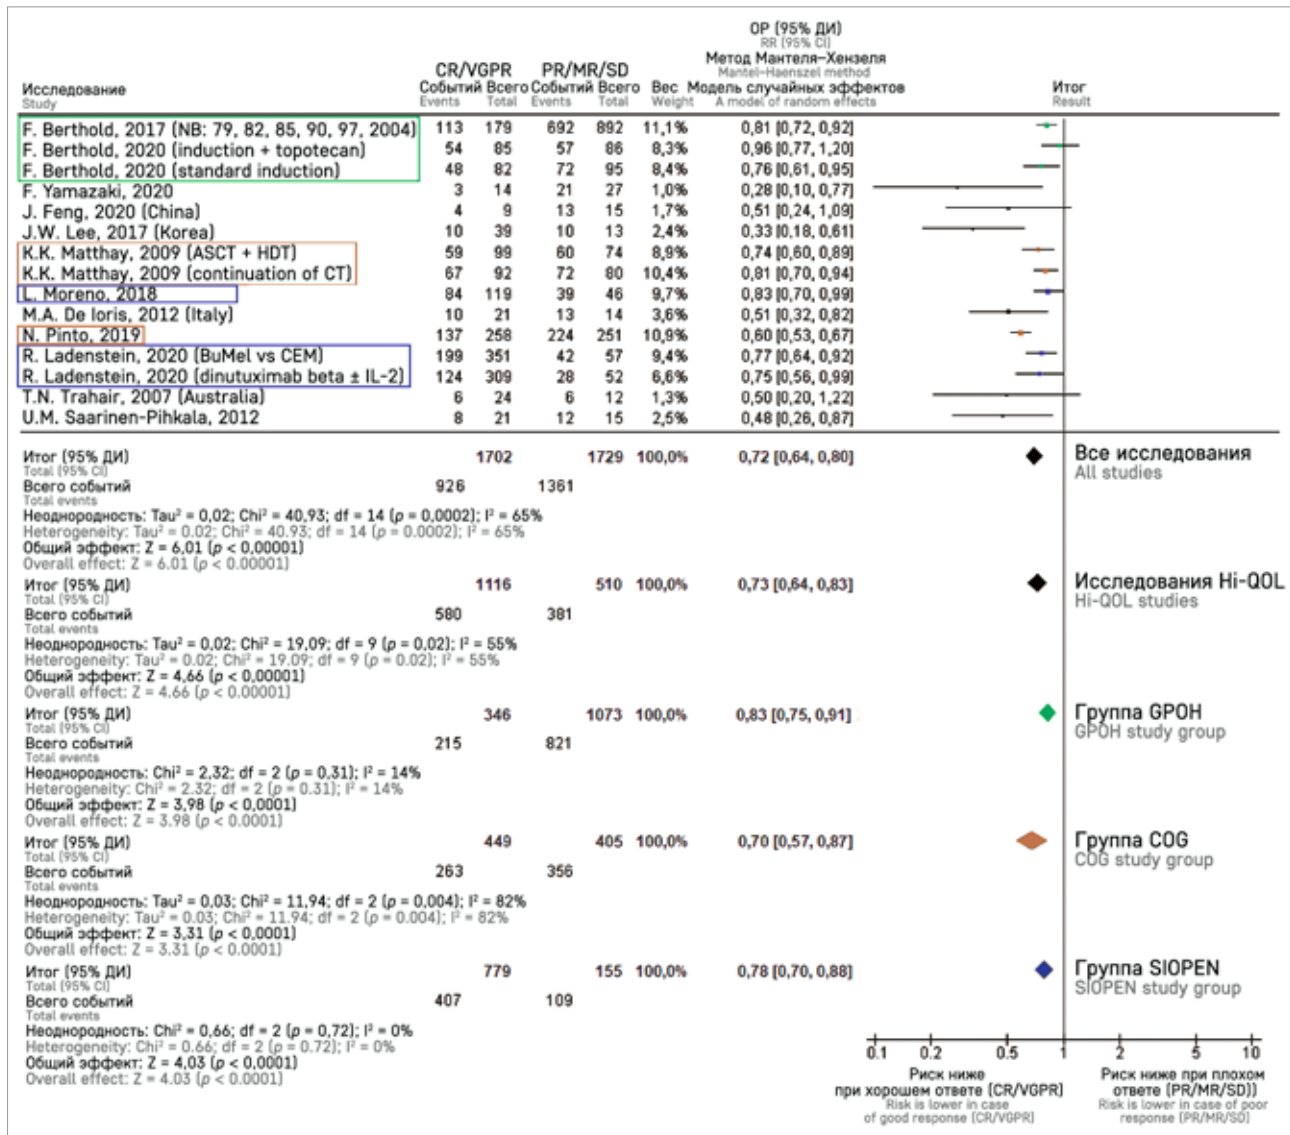 ОР (95% ДИ)
RR (95% CI)
Метод Мантеля–Хензеля
Mantel–Haenszel method
CR/VGPR PR/MR/SD
Исследование Событий Всего Событий Всего Вес Модель случайных эффектов Итог
Study Events Total Events Total Weight A model of random effects Result
F. Berthold, 2017 (NB: 79, 82, 85, 90, 97, 2004) 113 179 692 892 11,1% 0,81 [0,72, 0,92]
F. Berthold, 2020 (induction + topotecan) 54 85 57 86 8,3% 0,96 [0,77, 1,20]
F. Berthold, 2020 (standard induction) 48 82 72 95 8,4% 0,76 [0,61, 0,95]
F. Yamazaki, 2020 3 14 21 27 1,0% 0,28 [0,10, 0,77]
J. Feng, 2020 (China) 4 9 13 15 1,7% 0,51 [0,24, 1,09]
J.W. Lee, 2017 (Korea) 10 39 10 13 2,4% 0,33 [0,18, 0,61]
K.K. Matthay, 2009 (ASCT + HDT) 59 99 60 74 8,9% 0,74 [0,60, 0,89]
K.K. Matthay, 2009 (continuation of CT) 67 92 72 80 10,4% 0,81 [0,70, 0,94]
L. Moreno, 2018 84 119 39 46 9,7% 0,83 [0,70, 0,99]
M.A. De Ioris, 2012 (Italy) 10 21 13 14 3,6% 0,51 [0,32, 0,82]
N. Pinto, 2019 137 258 224 251 10,9% 0,60 [0,53, 0,67]
R. Ladenstein, 2020 (BuMel vs CEM) 199 351 42 57 9,4% 0,77 [0,64, 0,92]
R. Ladenstein, 2020 (dinutuximab beta ± IL-2) 124 309 28 52 6,6% 0,75 [0,56, 0,99]
T.N. Trahair, 2007 (Australia) 6 24 6 12 1,3% 0,50 [0,20, 1,22]
U.M. Saarinen-Pihkala, 2012 8 21 12 15 2,5% 0,48 [0,26, 0,87]
Итог (95% ДИ) 1702 1729 100,0% 0,72 [0,64, 0,80] Все исследования
Total (95% CI) All studies
Всего событий 926 1361
Total events
Неоднородность: Tau² = 0,02; Chi² = 40,93; df = 14 (p = 0,0002); I² = 65%
Heterogeneity: Tau² = 0.02; Chi² = 40.93; df = 14 (p = 0.0002); I² = 65%
Общий эффект: Z = 6,01 (p < 0,00001)
Overall effect: Z = 6.01 (p < 0.00001)
Итог (95% ДИ) 1116 510 100,0% 0,73 [0,64, 0,83] Исследования Hi-QOL
Total (95% CI) Hi-QOL studies
Всего событий 580 381
Total events
Неоднородность: Tau² = 0,02; Chi² = 19,09; df = 9 (p = 0,02); I² = 55%
Heterogeneity: Tau² = 0.02; Chi² = 19.09; df = 9 (p = 0.02); I² = 55%
Общий эффект: Z = 4,66 (p < 0,00001)
Overall effect: Z = 4.66 (p < 0.00001)
Итог (95% ДИ) 346 1073 100,0% 0,83 [0,75, 0,91] Группа GPOH
Total (95% CI) GPOH study group
Всего событий 215 821
Total events
Неоднородность: Chi² = 2,32; df = 2 (p = 0,31); I² = 14%
Heterogeneity: Chi² = 2.32; df = 2 (p = 0.31); I² = 14%
Общий эффект: Z = 3,98 (p < 0,0001)
Overall effect: Z = 3.98 (p < 0.0001)
Итог (95% ДИ) 449 405 100,0% 0,70 [0,57, 0,87] Группа COG
Total (95% CI) COG study group
Всего событий 263 356
Total events
Неоднородность: Tau² = 0,03; Chi² = 11,94; df = 2 (p = 0,004); I² = 82%
Heterogeneity: Tau² = 0.03; Chi² = 11.94; df = 2 (p = 0.004); I² = 82%
Общий эффект: Z = 3,31 (p < 0,0001)
Overall effect: Z = 3.31 (p < 0.0001)
Итог (95% ДИ) 779 155 100,0% 0,78 [0,70, 0,88] Группа SIOPEN
Total (95% CI) SIOPEN study group
Всего событий 407 109
Total events
Неоднородность: Chi² = 0,66; df = 2 (p = 0,72); I² = 0%
Heterogeneity: Chi² = 0.66; df = 2 (p = 0.72); I² = 0%
Общий эффект: Z = 4,03 (p < 0,0001)
Overall effect: Z = 4.03 (p < 0.0001)
0.1 0.2 0.5 1 2 5 10
Риск ниже Риск ниже при плохом
при хорошем ответе (CR/VGPR) ответе (PR/MR/SD))
Risk is lower in case Risk is lower in case of poor
of good response (CR/VGPR) response (PR/MR/SD)